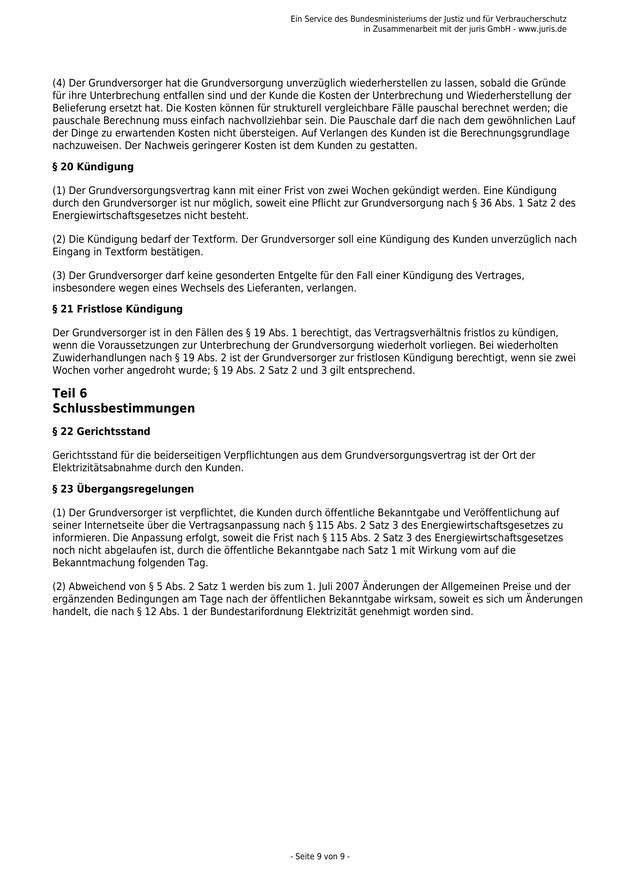 Ein Service des Bundesministeriums der Justiz und für Verbraucherschutz
in Zusammenarbeit mit der juris GmbH - www.juris.de
(4) Der Grundversorger hat die Grundversorgung unverzüglich wiederherstellen zu lassen, sobald die Gründe
für ihre Unterbrechung entfallen sind und der Kunde die Kosten der Unterbrechung und Wiederherstellung der
Belieferung ersetzt hat. Die Kosten können für strukturell vergleichbare Fälle pauschal berechnet werden; die
pauschale Berechnung muss einfach nachvollziehbar sein. Die Pauschale darf die nach dem gewöhnlichen Lauf
der Dinge zu erwartenden Kosten nicht übersteigen. Auf Verlangen des Kunden ist die Berechnungsgrundlage
nachzuweisen. Der Nachweis geringerer Kosten ist dem Kunden zu gestatten.
§ 20 Kündigung
(1) Der Grundversorgungsvertrag kann mit einer Frist von zwei Wochen gekündigt werden. Eine Kündigung
durch den Grundversorger ist nur möglich, soweit eine Pflicht zur Grundversorgung nach § 36 Abs. 1 Satz 2 des
Energiewirtschaftsgesetzes nicht besteht.
(2) Die Kündigung bedarf der Textform. Der Grundversorger soll eine Kündigung des Kunden unverzüglich nach
Eingang in Textform bestätigen.
(3) Der Grundversorger darf keine gesonderten Entgelte für den Fall einer Kündigung des Vertrages,
insbesondere wegen eines Wechsels des Lieferanten, verlangen.
§ 21 Fristlose Kündigung
Der Grundversorger ist in den Fällen des § 19 Abs. 1 berechtigt, das Vertragsverhältnis fristlos zu kündigen,
wenn die Voraussetzungen zur Unterbrechung der Grundversorgung wiederholt vorliegen. Bei wiederholten
Zuwiderhandlungen nach § 19 Abs. 2 ist der Grundversorger zur fristlosen Kündigung berechtigt, wenn sie zwei
Wochen vorher angedroht wurde; § 19 Abs. 2 Satz 2 und 3 gilt entsprechend.
Teil 6
Schlussbestimmungen
§ 22 Gerichtsstand
Gerichtsstand für die beiderseitigen Verpflichtungen aus dem Grundversorgungsvertrag ist der Ort der
Elektrizitätsabnahme durch den Kunden.
§ 23 Übergangsregelungen
(1) Der Grundversorger ist verpflichtet, die Kunden durch öffentliche Bekanntgabe und Veröffentlichung auf
seiner Internetseite über die Vertragsanpassung nach § 115 Abs. 2 Satz 3 des Energiewirtschaftsgesetzes zu
informieren. Die Anpassung erfolgt, soweit die Frist nach § 115 Abs. 2 Satz 3 des Energiewirtschaftsgesetzes
noch nicht abgelaufen ist, durch die öffentliche Bekanntgabe nach Satz 1 mit Wirkung vom auf die
Bekanntmachung folgenden Tag.
(2) Abweichend von § 5 Abs. 2 Satz 1 werden bis zum 1. Juli 2007 Änderungen der Allgemeinen Preise und der
ergänzenden Bedingungen am Tage nach der öffentlichen Bekanntgabe wirksam, soweit es sich um Änderungen
handelt, die nach § 12 Abs. 1 der Bundestarifordnung Elektrizität genehmigt worden sind.
- Seite 9 von 9 -